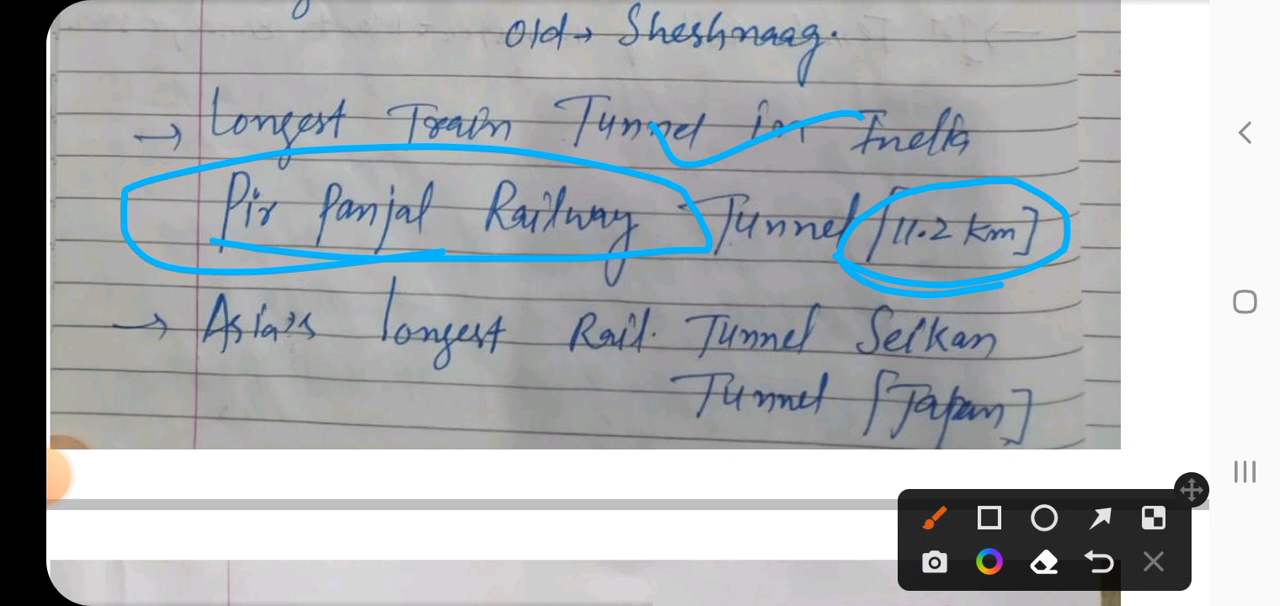 Old → Sheshnaag.
→ Longest Train Tunnel in India
Pir Panjal Railway Tunnel [11.2 km]
→ Asia's longest Rail. Tunnel Seikan
Tunnel [Japan]